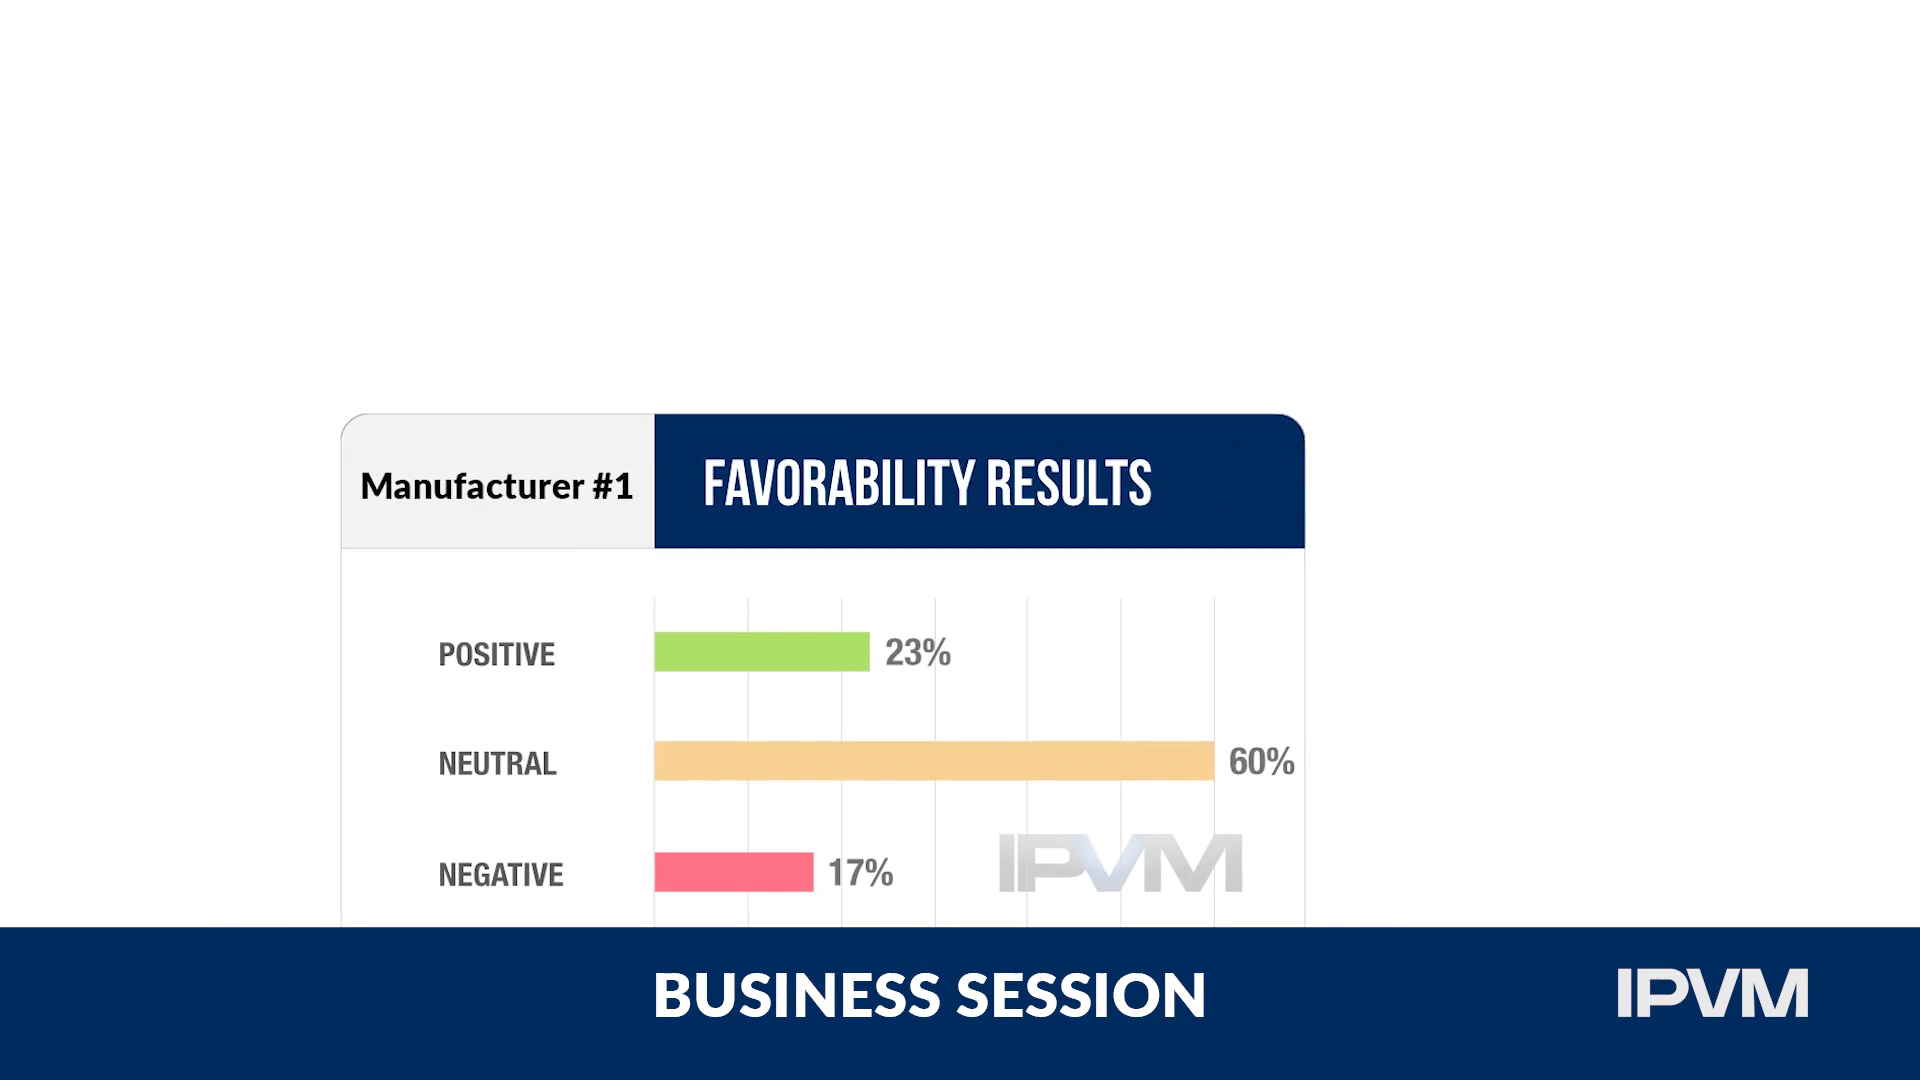 Manufacturer #1
FAVORABILITY RESULTS
POSITIVE 23%
NEUTRAL 60%
NEGATIVE 17%
IPVM
BUSINESS SESSION
IPVM